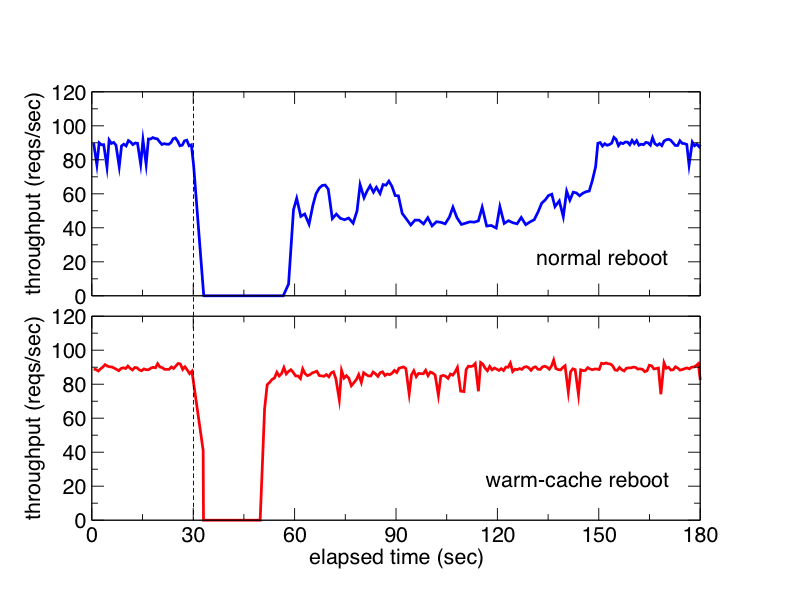 120
100
80
60
40
20
0
throughput (reqs/sec)
normal reboot
120
100
80
60
40
20
0
throughput (reqs/sec)
warm-cache reboot
0 30 60 90 120 150 180
elapsed time (sec)